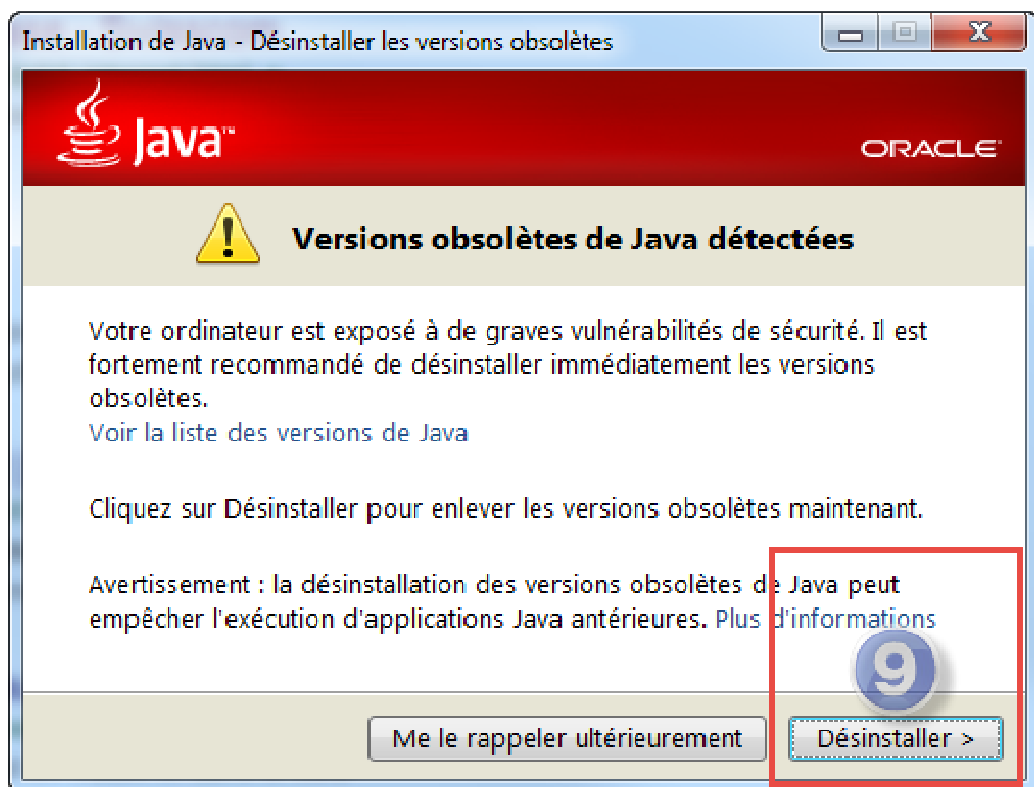 Installation de Java - Désinstaller les versions obsolètes
X
Java™
ORACLE®
Versions obsolètes de Java détectées
Votre ordinateur est exposé à de graves vulnérabilités de sécurité. Il est
fortement recommandé de désinstaller immédiatement les versions
obsolètes.
Voir la liste des versions de Java
Cliquez sur Désinstaller pour enlever les versions obsolètes maintenant.
Avertissement : la désinstallation des versions obsolètes de Java peut
empêcher l'exécution d'applications Java antérieures. Plus d'informations
9
Me le rappeler ultérieurement
Désinstaller >